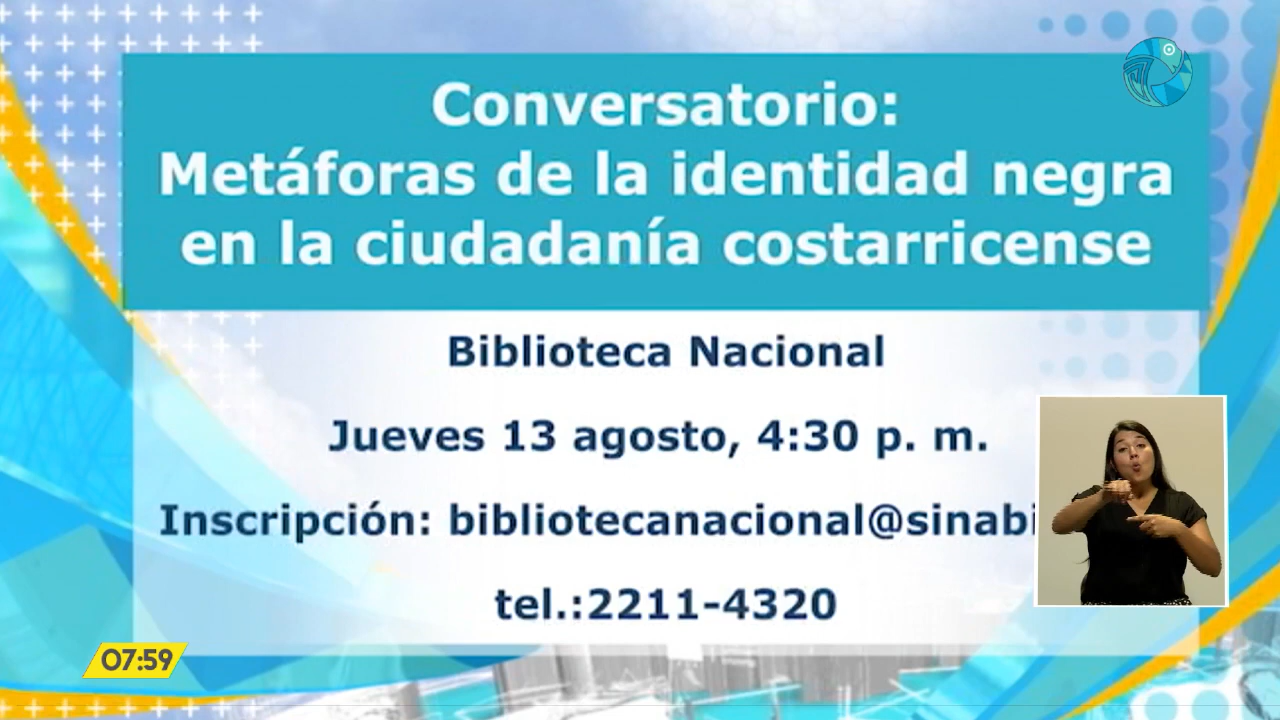 Conversatorio:
Metáforas de la identidad negra
en la ciudadanía costarricense
Biblioteca Nacional
Jueves 13 agosto, 4:30 p. m.
Inscripción: bibliotecanacional@sinabi
tel.:2211-4320
07:59